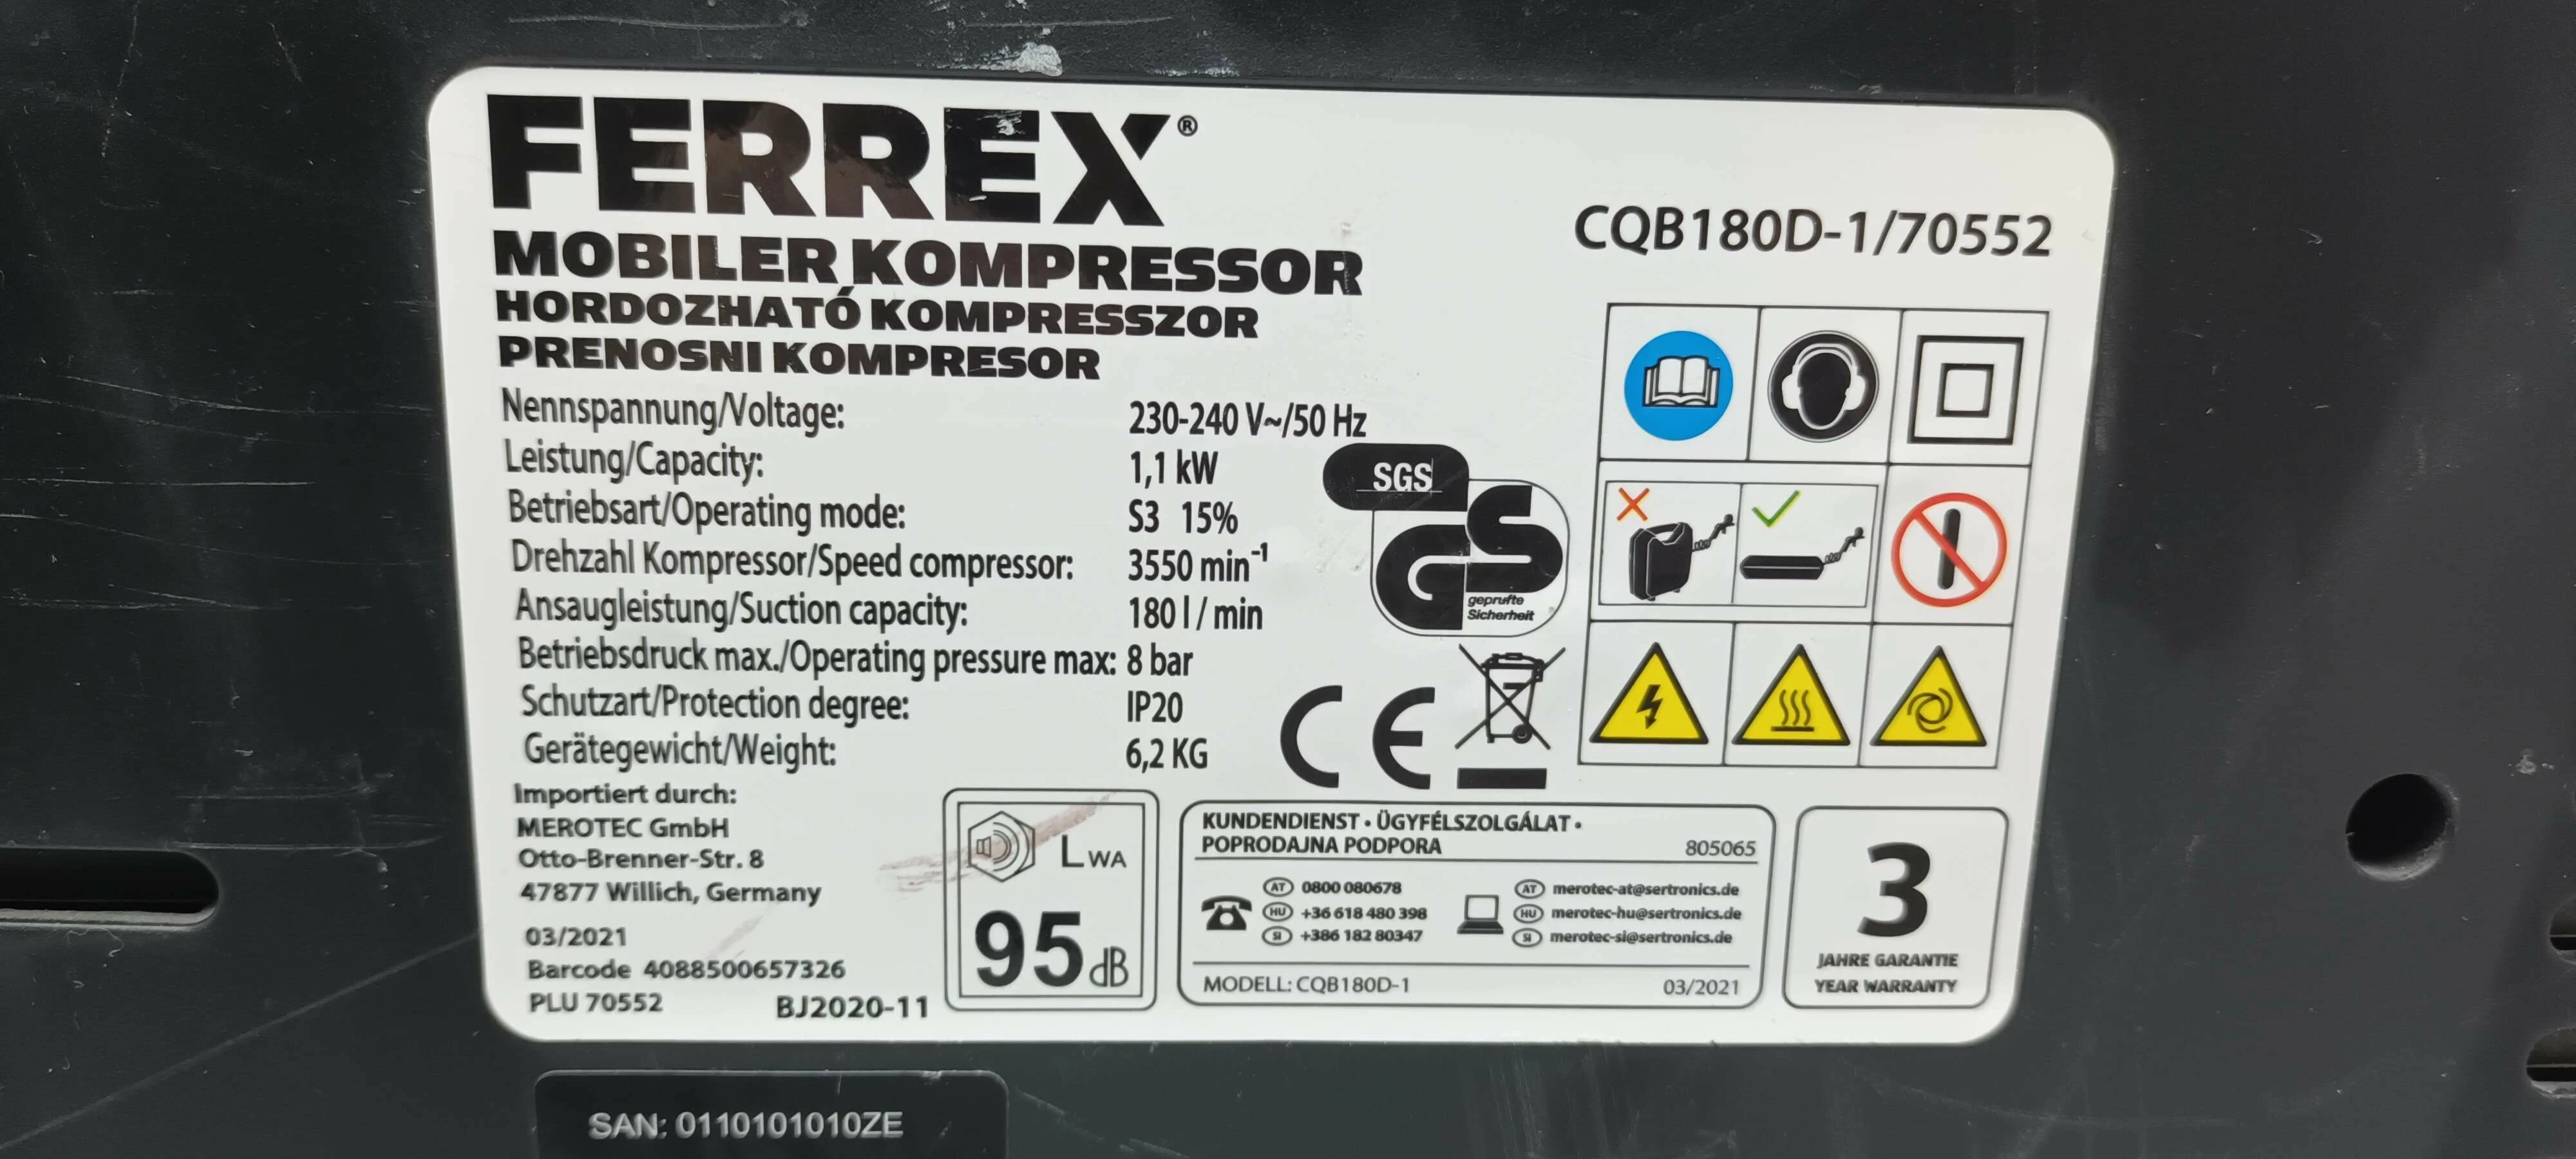 FERREX®
MOBILER KOMPRESSOR
HORDOZHATÓ KOMPRESSZOR
PRENOSNI KOMPRESOR
CQB180D-1/70552
Nennspannung/Voltage: 230-240 V~/50 Hz
Leistung/Capacity: 1,1 kW
Betriebsart/Operating mode: S3 15%
Drehzahl Kompressor/Speed compressor: 3550 min⁻¹
Ansaugleistung/Suction capacity: 180 l / min
Betriebsdruck max./Operating pressure max: 8 bar
Schutzart/Protection degree: IP20
Gerätegewicht/Weight: 6,2 KG
SGS
GS
geprufte
Sicherheit
CE
Importiert durch:
MEROTEC GmbH
Otto-Brenner-Str. 8
47877 Willich, Germany
03/2021
Barcode 4088500657326
PLU 70552 BJ2020-11
LWA
95 dB
KUNDENDIENST • ÜGYFÉLSZOLGÁLAT •
POPRODAJNA PODPORA 805065
AT 0800 080678 AT merotec-at@sertronics.de
HU +36 618 480 398 HU merotec-hu@sertronics.de
SI +386 182 80347 SI merotec-si@sertronics.de
MODELL: CQB180D-1 03/2021
3
JAHRE GARANTIE
YEAR WARRANTY
SAN: 0110101010ZE